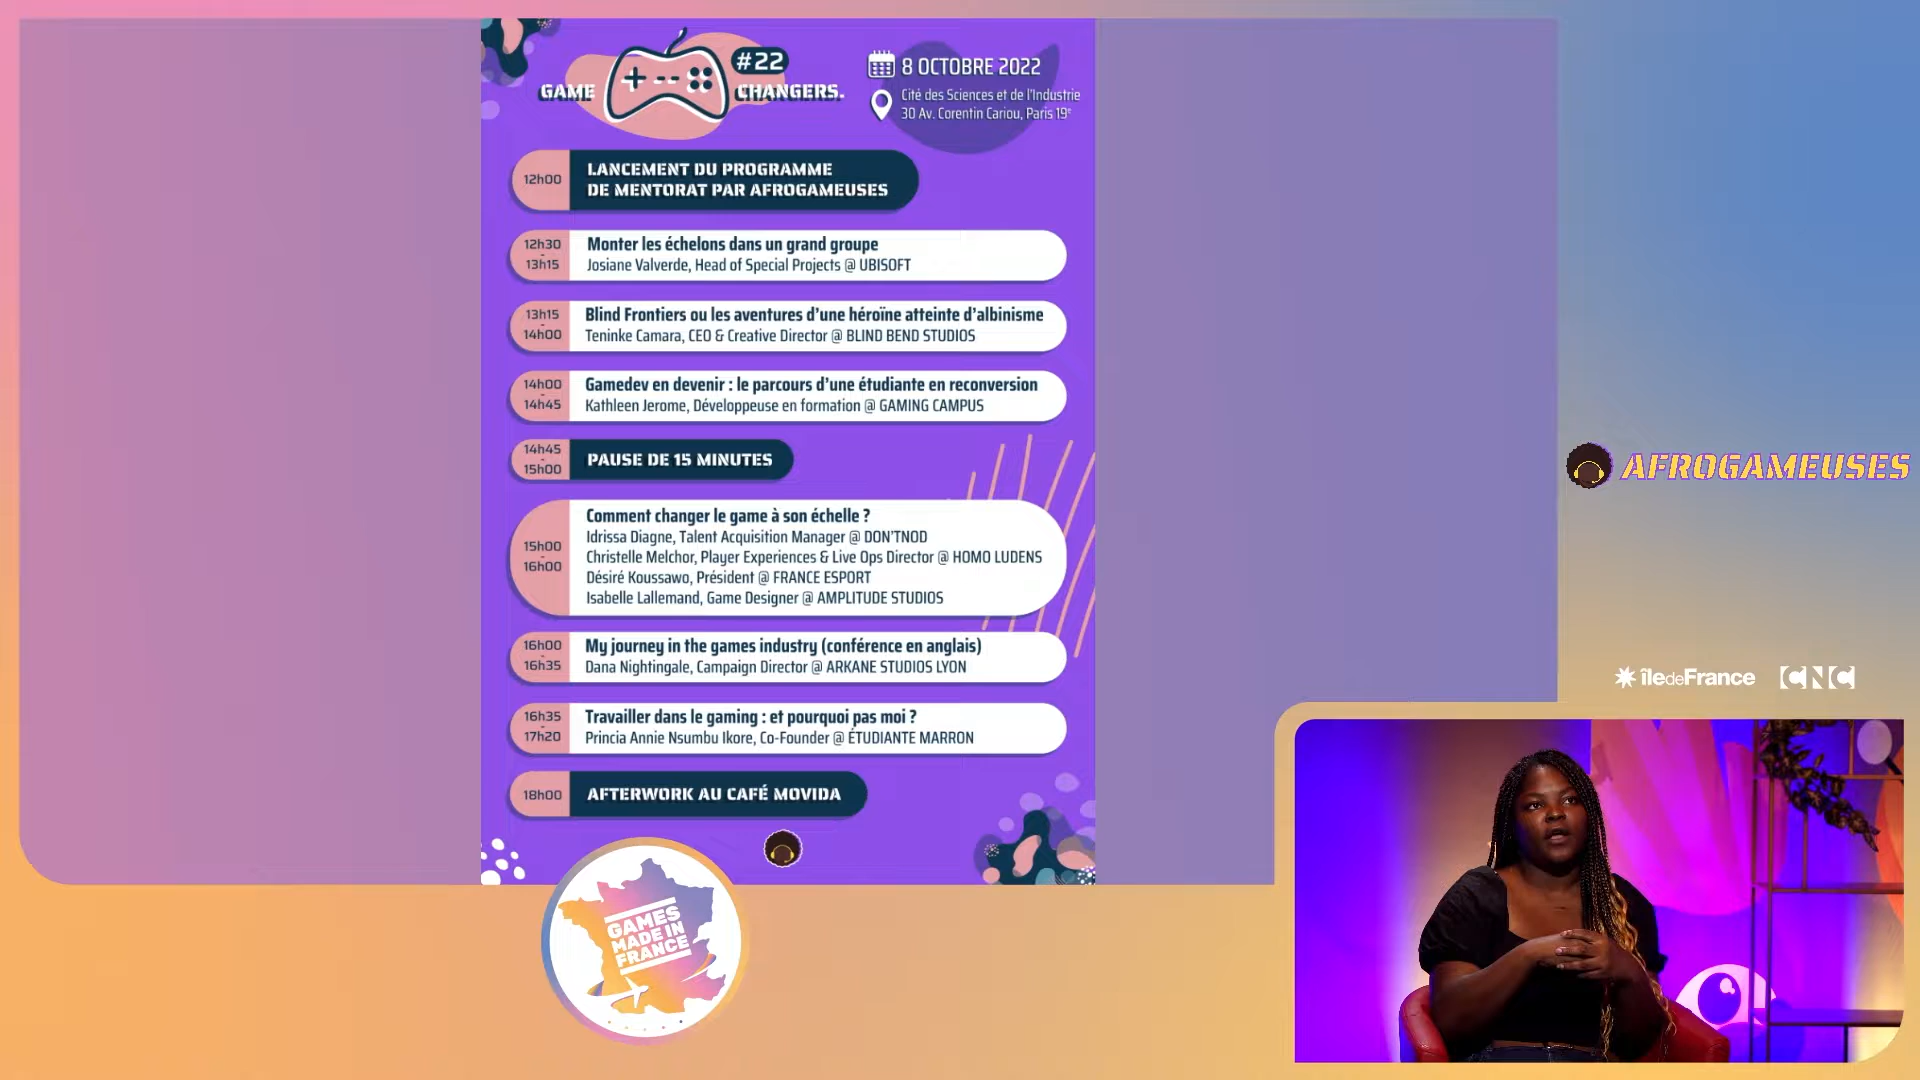 #22
GAME CHANGERS.
8 OCTOBRE 2022
Cité des Sciences et de l'Industrie
30 Av. Corentin Cariou, Paris 19e
12h00
LANCEMENT DU PROGRAMME
DE MENTORAT PAR AFROGAMEUSES
12h30
-
13h15
Monter les échelons dans un grand groupe
Josiane Valverde, Head of Special Projects @ UBISOFT
13h15
-
14h00
Blind Frontiers ou les aventures d'une héroïne atteinte d'albinisme
Teninke Camara, CEO & Creative Director @ BLIND BEND STUDIOS
14h00
-
14h45
Gamedev en devenir : le parcours d'une étudiante en reconversion
Kathleen Jerome, Développeuse en formation @ GAMING CAMPUS
14h45
-
15h00
PAUSE DE 15 MINUTES
15h00
-
16h00
Comment changer le game à son échelle ?
Idrissa Diagne, Talent Acquisition Manager @ DON'TNOD
Christelle Melchor, Player Experiences & Live Ops Director @ HOMO LUDENS
Désiré Koussawo, Président @ FRANCE ESPORT
Isabelle Lallemand, Game Designer @ AMPLITUDE STUDIOS
16h00
-
16h35
My journey in the games industry (conférence en anglais)
Dana Nightingale, Campaign Director @ ARKANE STUDIOS LYON
16h35
-
17h20
Travailler dans le gaming : et pourquoi pas moi ?
Princia Annie Nsumbu Ikore, Co-Founder @ ÉTUDIANTE MARRON
18h00
AFTERWORK AU CAFÉ MOVIDA
GAMES
MADE IN
FRANCE
AFROGAMEUSES
îledeFrance
CNC